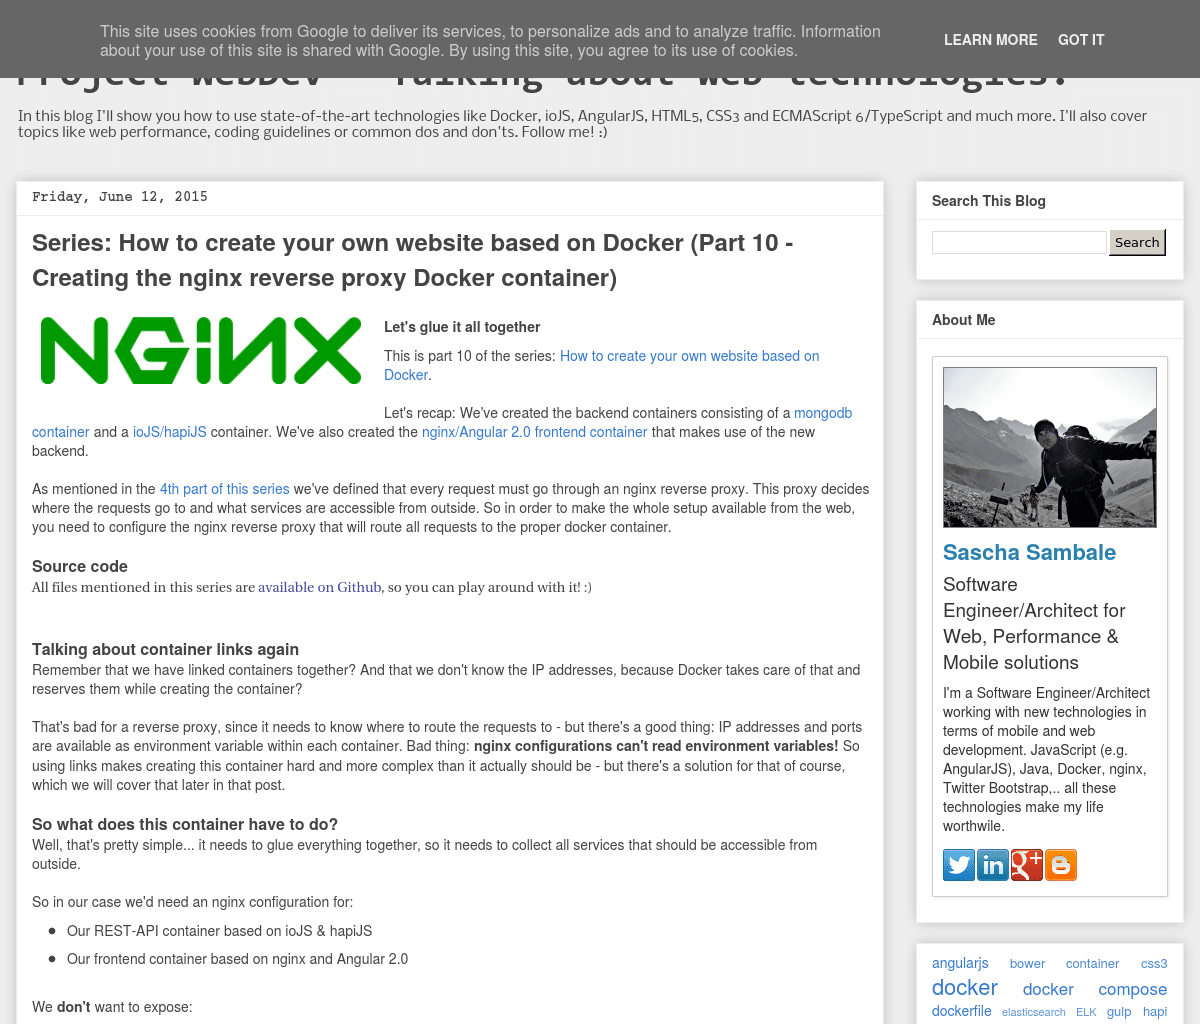 This site uses cookies from Google to deliver its services, to personalize ads and to analyze traffic. Information
about your use of this site is shared with Google. By using this site, you agree to its use of cookies.
LEARN MORE GOT IT
Project WebDev - Talking about web technologies!
In this blog I'll show you how to use state-of-the-art technologies like Docker, ioJS, AngularJS, HTML5, CSS3 and ECMAScript 6/TypeScript and much more. I'll also cover
topics like web performance, coding guidelines or common dos and don'ts. Follow me! :)
Friday, June 12, 2015
Series: How to create your own website based on Docker (Part 10 -
Creating the nginx reverse proxy Docker container)
NGiNX
Let's glue it all together
This is part 10 of the series: How to create your own website based on
Docker.
Let's recap: We've created the backend containers consisting of a mongodb
container and a ioJS/hapiJS container. We've also created the nginx/Angular 2.0 frontend container that makes use of the new
backend.
As mentioned in the 4th part of this series we've defined that every request must go through an nginx reverse proxy. This proxy decides
where the requests go to and what services are accessible from outside. So in order to make the whole setup available from the web,
you need to configure the nginx reverse proxy that will route all requests to the proper docker container.
Source code
All files mentioned in this series are available on Github, so you can play around with it! :)
Talking about container links again
Remember that we have linked containers together? And that we don't know the IP addresses, because Docker takes care of that and
reserves them while creating the container?
That's bad for a reverse proxy, since it needs to know where to route the requests to - but there's a good thing: IP addresses and ports
are available as environment variable within each container. Bad thing: nginx configurations can't read environment variables! So
using links makes creating this container hard and more complex than it actually should be - but there's a solution for that of course,
which we will cover that later in that post.
So what does this container have to do?
Well, that's pretty simple... it needs to glue everything together, so it needs to collect all services that should be accessible from
outside.
So in our case we'd need an nginx configuration for:
Our REST-API container based on ioJS & hapiJS
Our frontend container based on nginx and Angular 2.0
We don't want to expose:
Search This Blog
Search
About Me
Sascha Sambale
Software
Engineer/Architect for
Web, Performance &
Mobile solutions
I'm a Software Engineer/Architect
working with new technologies in
terms of mobile and web
development. JavaScript (e.g.
AngularJS), Java, Docker, nginx,
Twitter Bootstrap,.. all these
technologies make my life
worthwile.
angularjs bower container css3
docker docker compose
dockerfile elasticsearch ELK gulp hapi